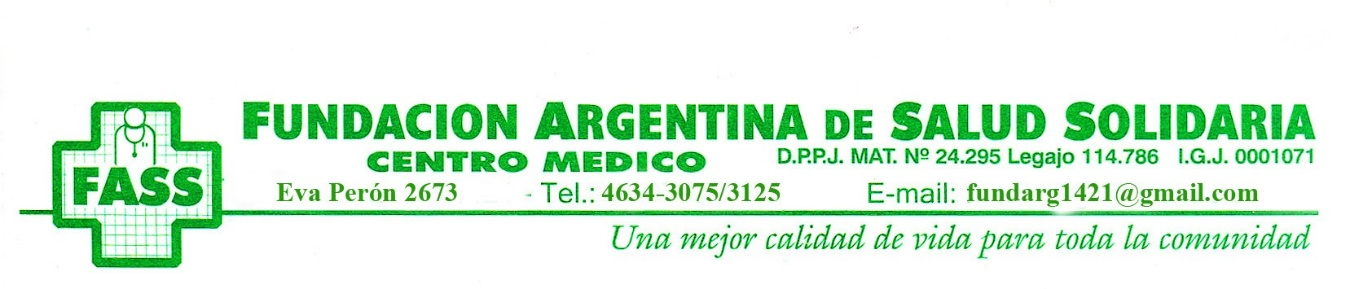 FASS
FUNDACION ARGENTINA DE SALUD SOLIDARIA
CENTRO MEDICO D.P.P.J. MAT. Nº 24.295 Legajo 114.786 I.G.J. 0001071
Eva Perón 2673 - Tel.: 4634-3075/3125 E-mail: fundarg1421@gmail.com
Una mejor calidad de vida para toda la comunidad